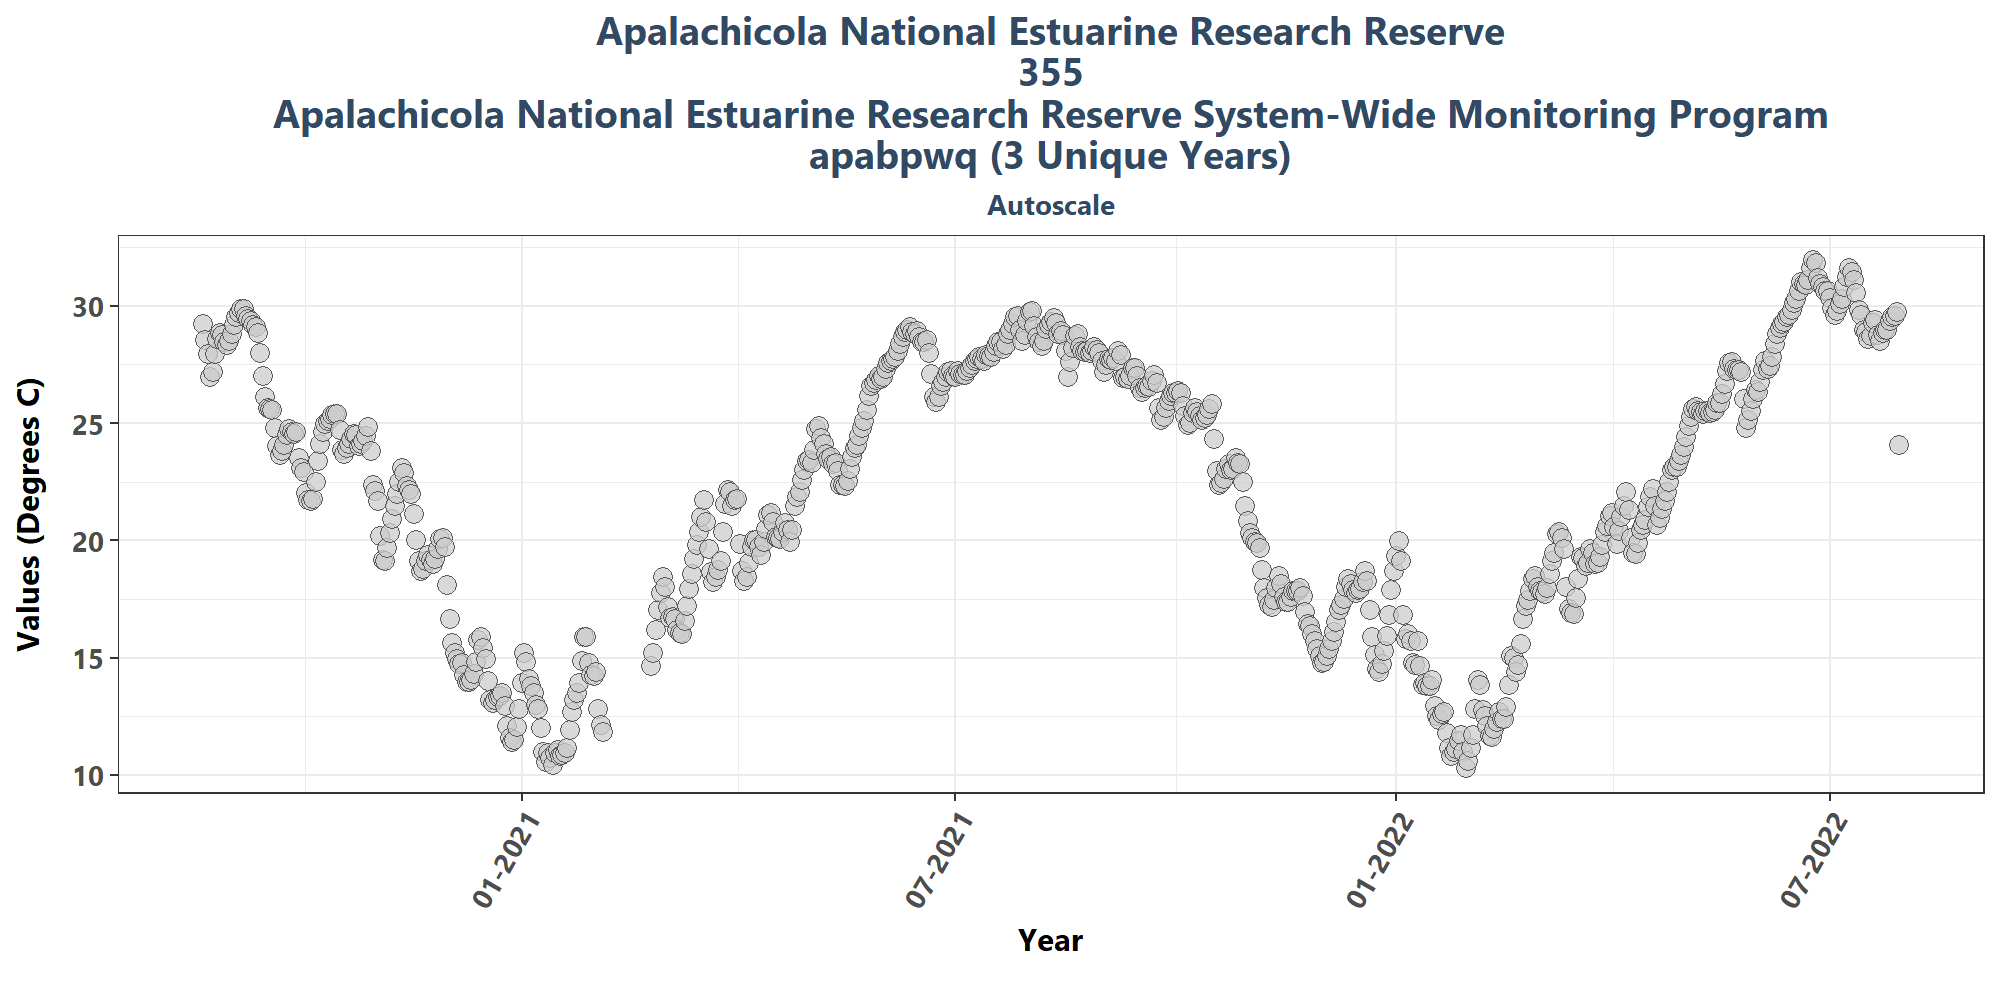 Apalachicola National Estuarine Research Reserve
355
Apalachicola National Estuarine Research Reserve System-Wide Monitoring Program
apabpwq (3 Unique Years)
Autoscale
Values (Degrees C)
30
25
20
15
10
01-2021
07-2021
01-2022
07-2022
Year